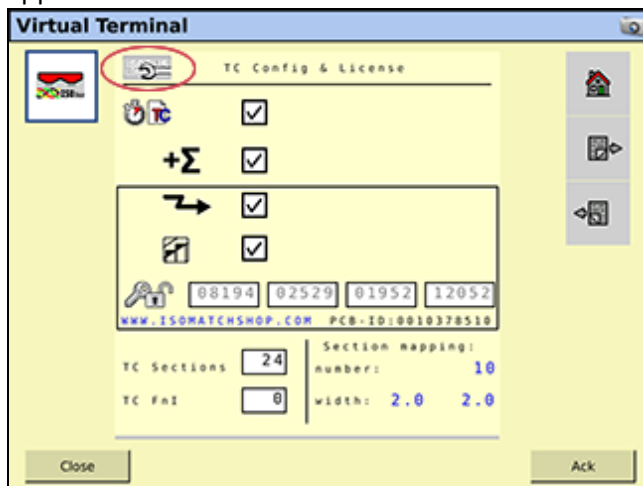 Virtual Terminal
TC Config & License
TC
+Σ
08194 02529 01952 12052
WWW.ISOMATCHSHOP.COM PCB-ID:0010378510
TC Sections 24
TC FnI 0
Section mapping:
number: 10
width: 2.0 2.0
Close
Ack